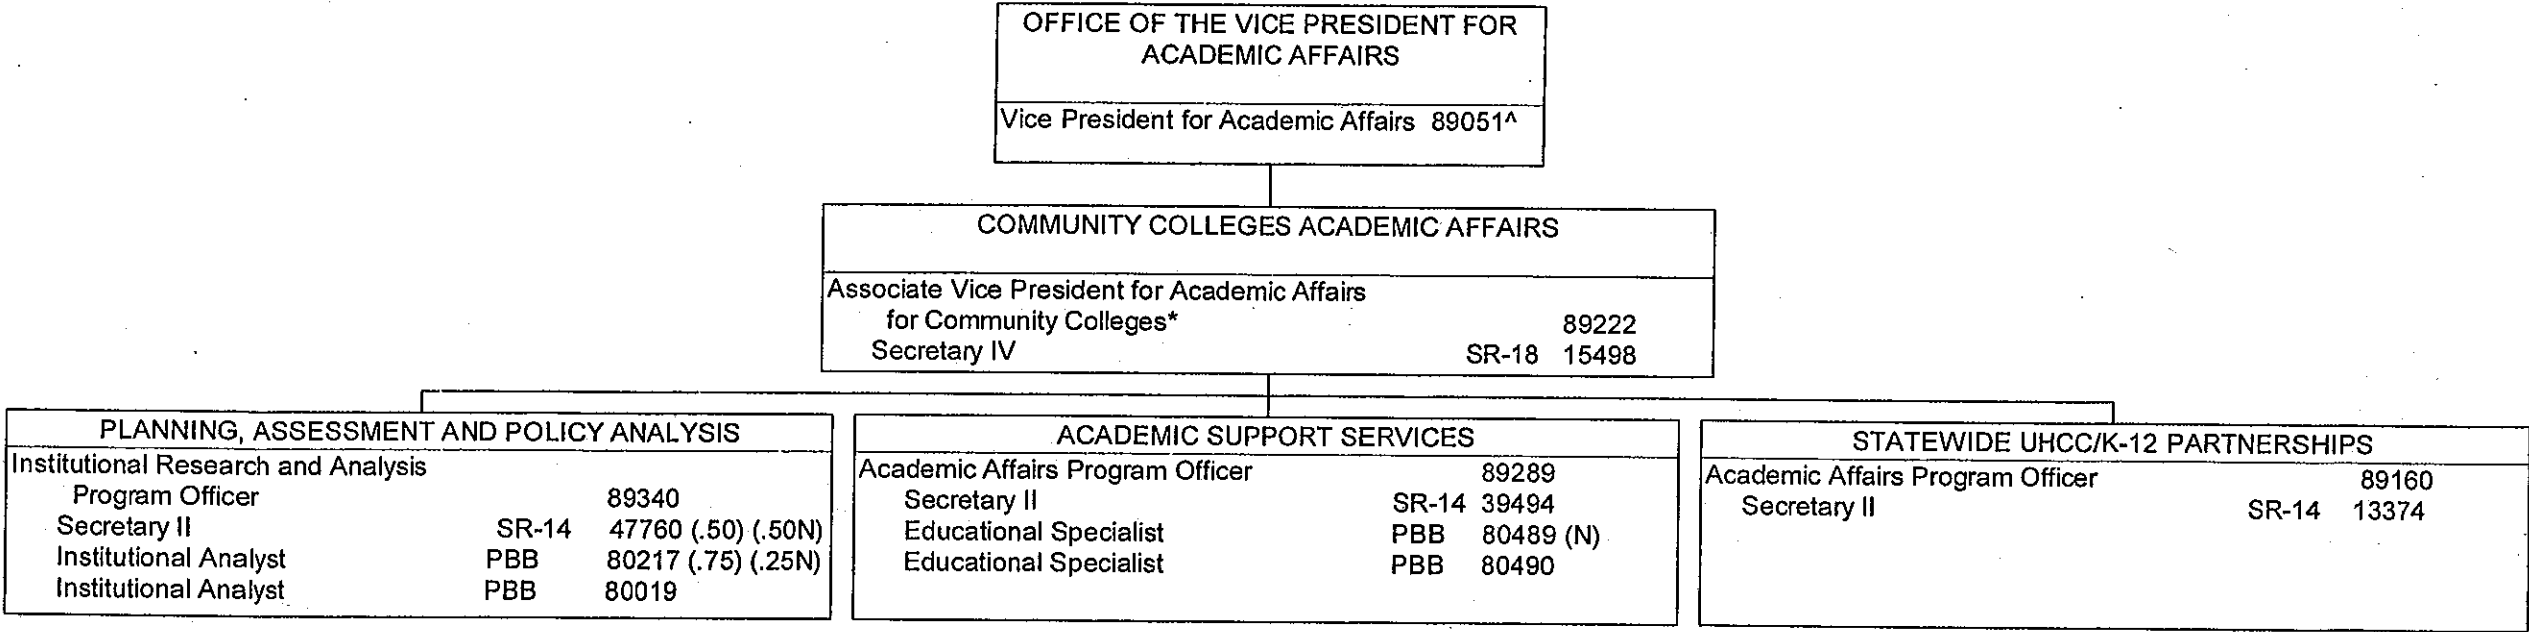 OFFICE OF THE VICE PRESIDENT FOR
ACADEMIC AFFAIRS
Vice President for Academic Affairs 89051^
COMMUNITY COLLEGES ACADEMIC AFFAIRS
Associate Vice President for Academic Affairs
for Community Colleges* 89222
Secretary IV SR-18 15498
PLANNING, ASSESSMENT AND POLICY ANALYSIS
Institutional Research and Analysis
Program Officer 89340
Secretary II SR-14 47760 (.50) (.50N)
Institutional Analyst PBB 80217 (.75) (.25N)
Institutional Analyst PBB 80019
ACADEMIC SUPPORT SERVICES
Academic Affairs Program Officer 89289
Secretary II SR-14 39494
Educational Specialist PBB 80489 (N)
Educational Specialist PBB 80490
STATEWIDE UHCC/K-12 PARTNERSHIPS
Academic Affairs Program Officer 89160
Secretary II SR-14 13374